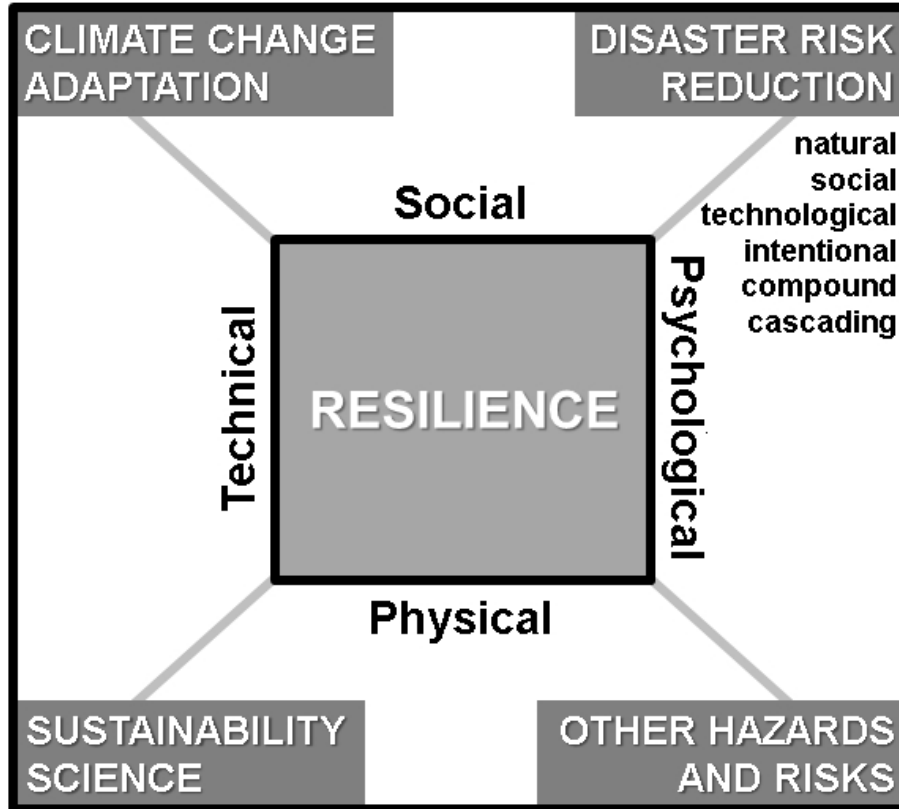 CLIMATE CHANGE
ADAPTATION
DISASTER RISK
REDUCTION
natural
social
technological
intentional
compound
cascading
Social
Technical
RESILIENCE
Psychological
Physical
SUSTAINABILITY
SCIENCE
OTHER HAZARDS
AND RISKS